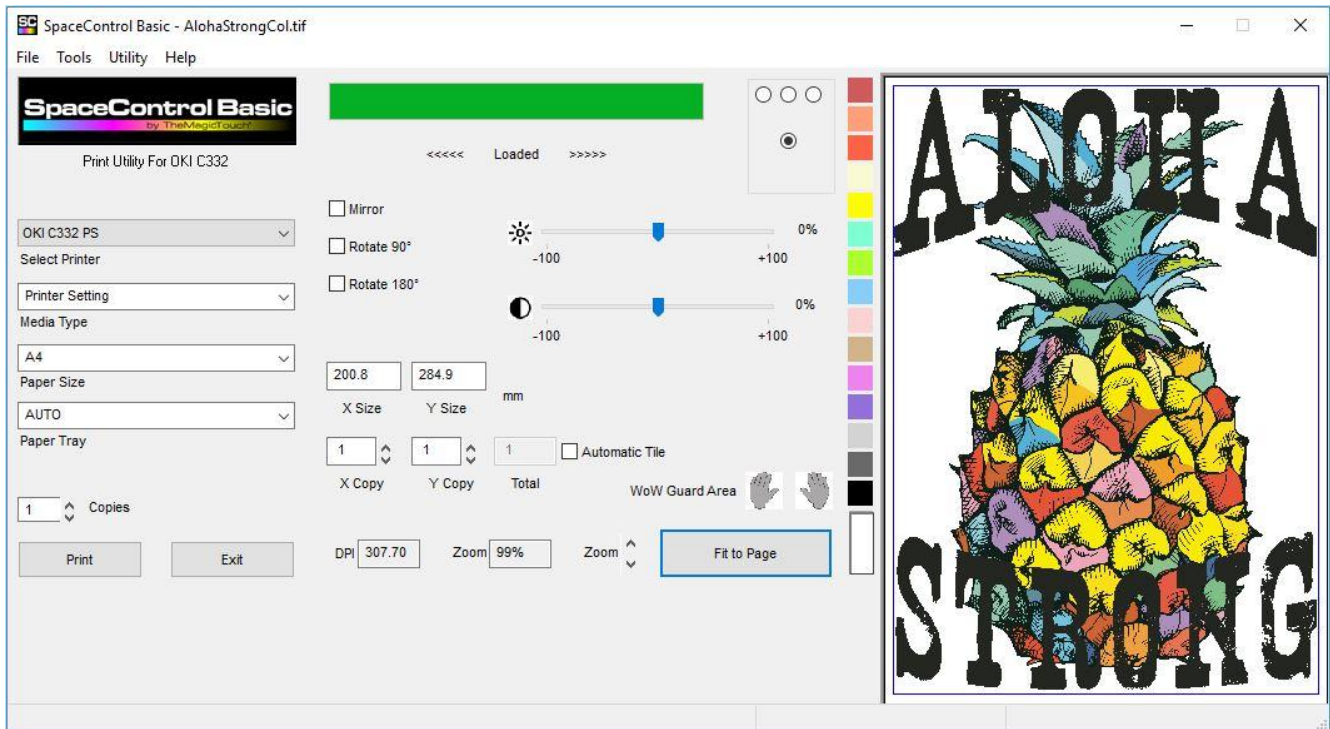 SpaceControl Basic - AlohaStrongCol.tif
File Tools Utility Help
SC
SpaceControl Basic
by TheMagicTouch
Print Utility For OKI C332
<<<<< Loaded >>>>>
OKI C332 PS
Select Printer
Printer Setting
Media Type
A4
Paper Size
AUTO
Paper Tray
1 Copies
Print Exit
Mirror
Rotate 90°
Rotate 180°
0%
-100 +100
0%
-100 +100
200.8 284.9 mm
X Size Y Size
1 1 1 Automatic Tile
X Copy Y Copy Total
WoW Guard Area
DPI 307.70 Zoom 99% Zoom Fit to Page
ALOHA
STRONG